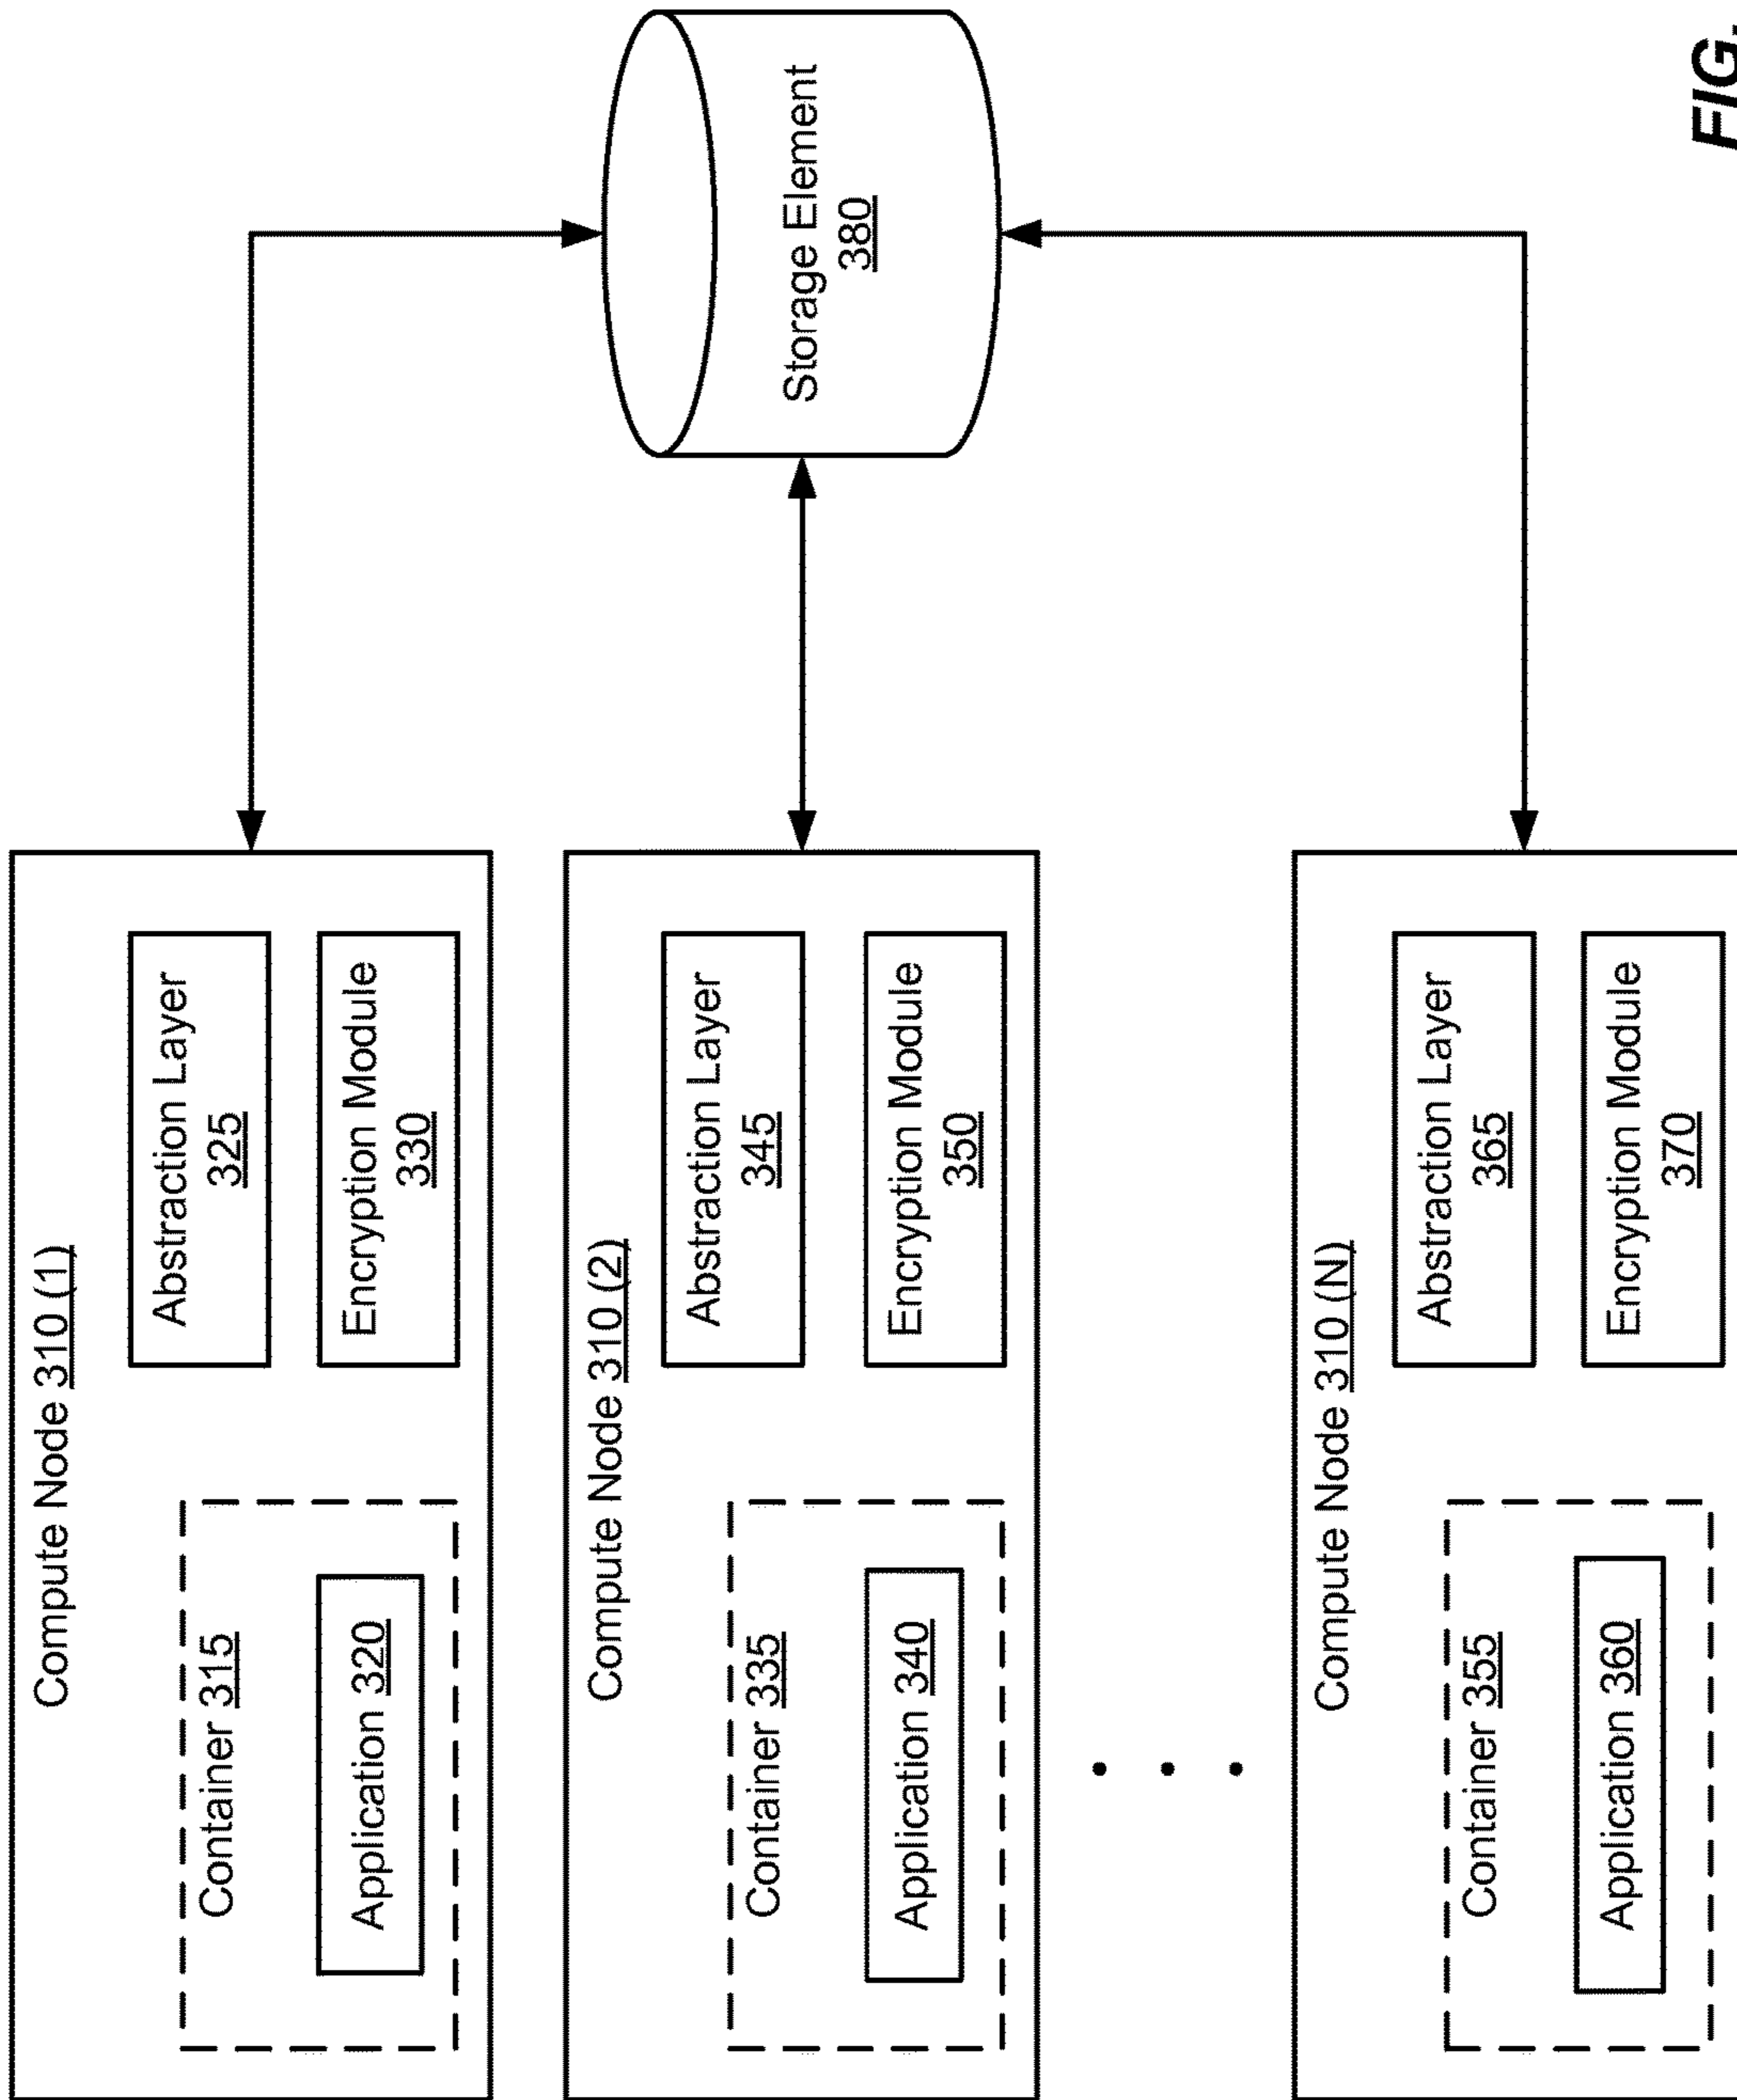 Compute Node 310 (1)
Container 315
Application 320
Abstraction Layer
325
Encryption Module
330
Compute Node 310 (2)
Container 335
Application 340
Abstraction Layer
345
Encryption Module
350
Compute Node 310 (N)
Container 355
Application 360
Abstraction Layer
365
Encryption Module
370
Storage Element
380
FIG.